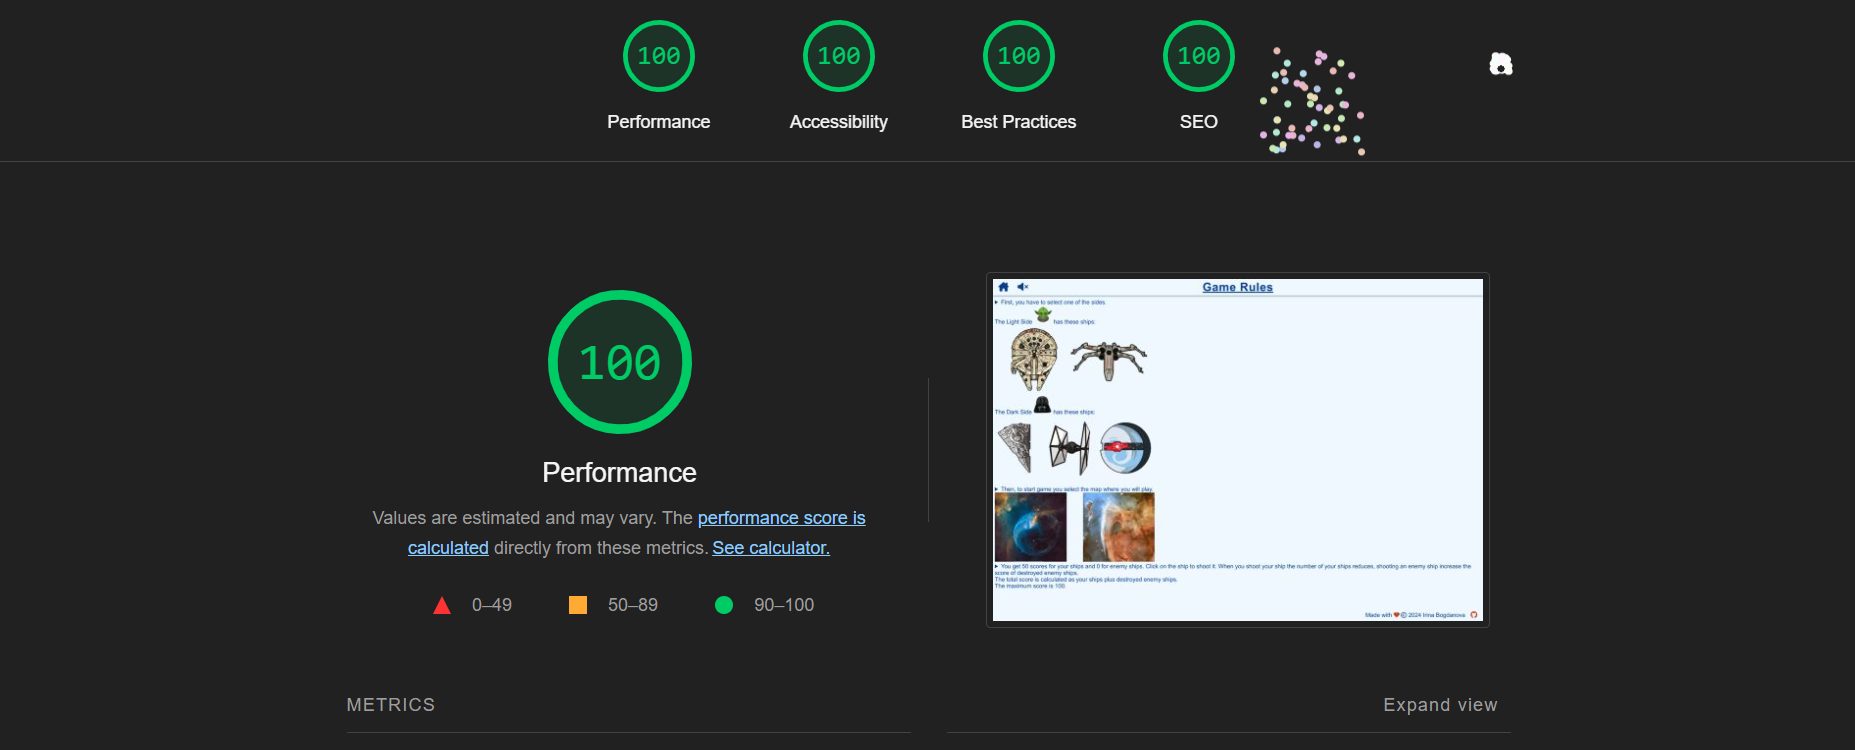 100
100
100
100
Performance
Accessibility
Best Practices
SEO
100
Performance
Values are estimated and may vary. The performance score is
calculated directly from these metrics. See calculator.
0–49
50–89
90–100
Game Rules
First, you have to select one of the sides.
The Light Side has these ships:
The Dark Side has these ships:
Then, to start game you select the map where you will play.
You get 50 scores for your ships and 0 for enemy ships. Click on the ship to shoot it. When you shoot your ship the number of your ships reduces, shooting an enemy ship increase the
score of destroyed enemy ships.
The total score is calculated as your ships plus destroyed enemy ships.
The maximum score is 100.
Made with ❤ © 2024 Irina Bogdanova
METRICS
Expand view